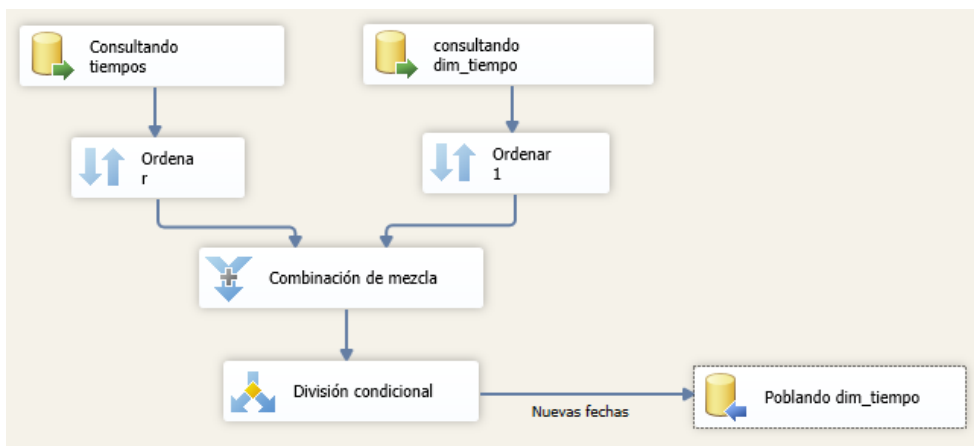 Consultando
tiempos
consultando
dim_tiempo
Ordena
r
Ordenar
1
Combinación de mezcla
División condicional
Nuevas fechas
Poblando dim_tiempo